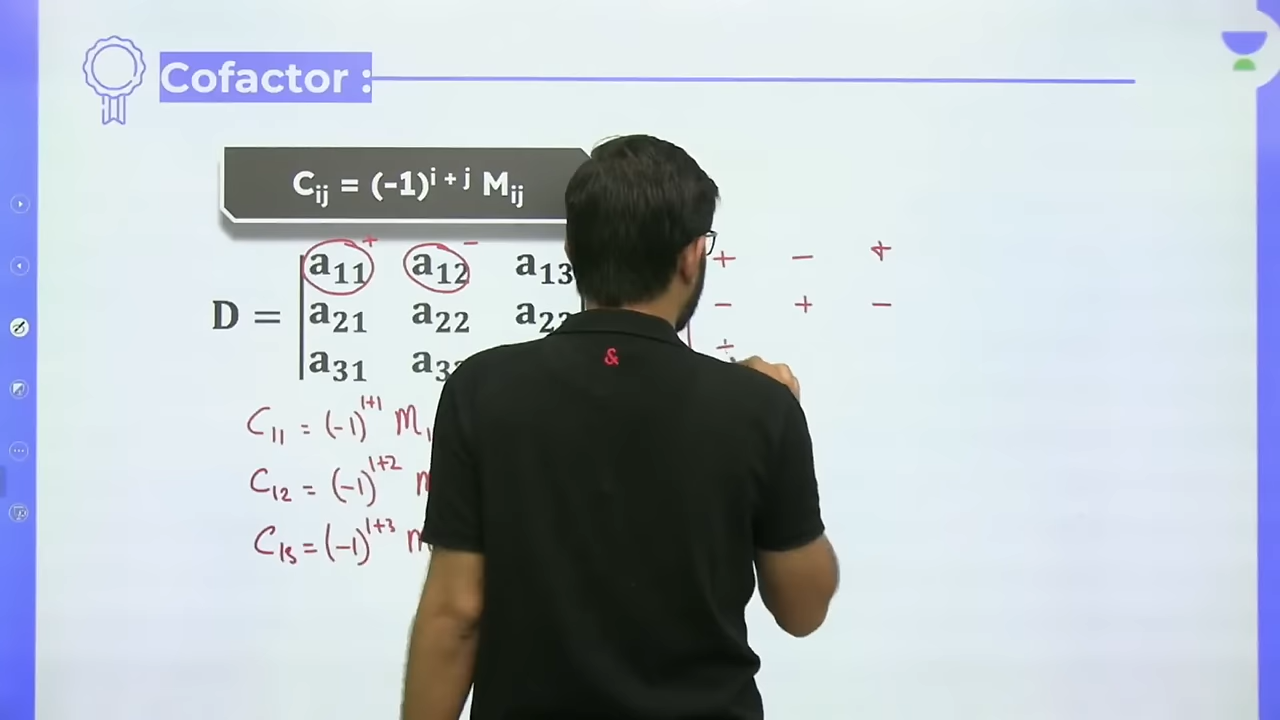 Cofactor :
Cij = (-1)i + j Mij
a11 + a12 - a13
D = a21 a22
a31
+ - +
- + -
+
&
C11 = (-1)1+1 M1
C12 = (-1)1+2 M
C13 = (-1)1+3 M